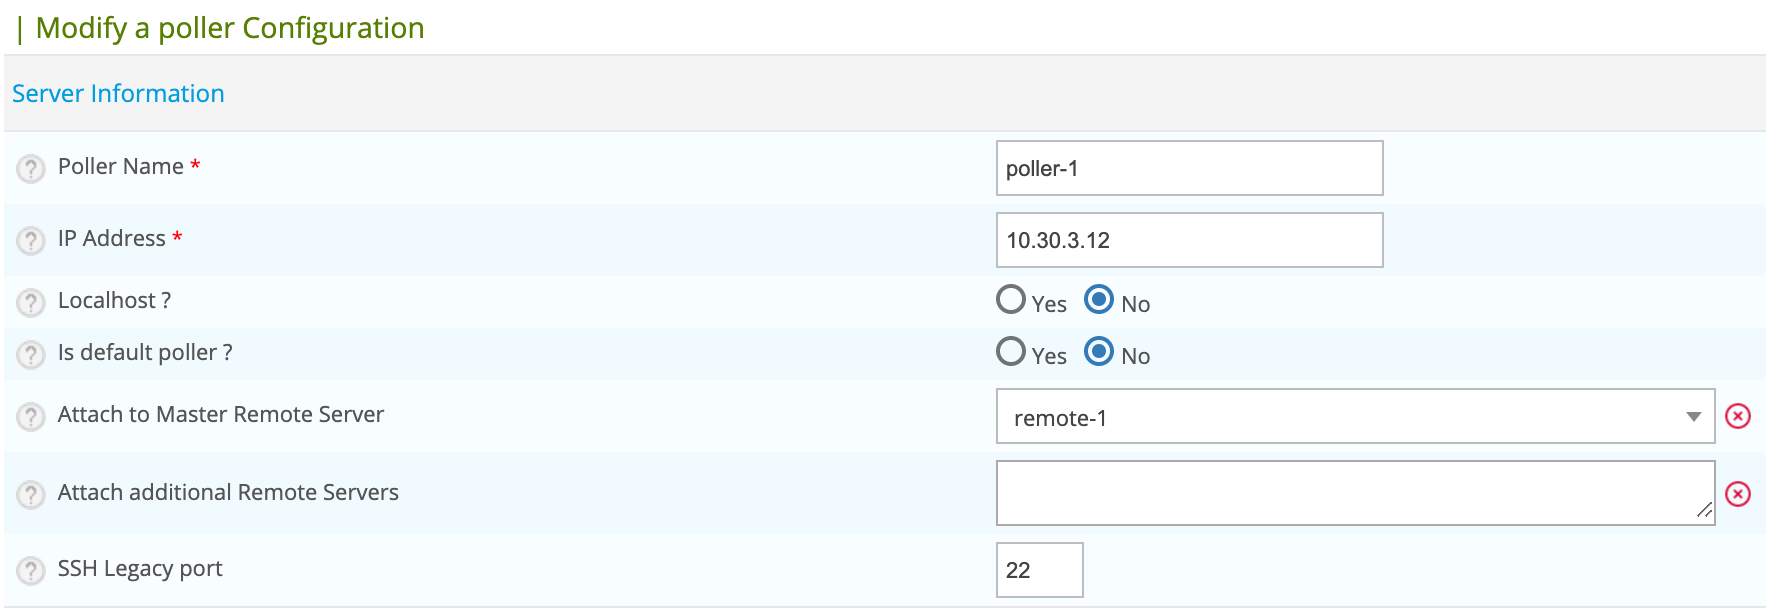 | Modify a poller Configuration
Server Information
? Poller Name * poller-1
? IP Address * 10.30.3.12
? Localhost ? Yes No
? Is default poller ? Yes No
? Attach to Master Remote Server remote-1
? Attach additional Remote Servers
? SSH Legacy port 22